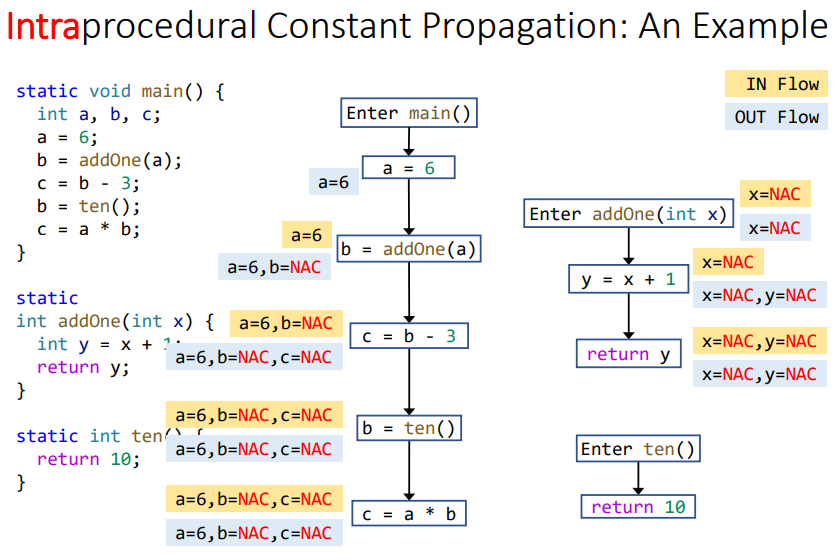 Intraprocedural Constant Propagation: An Example
static void main() {
int a, b, c;
a = 6;
b = addOne(a);
c = b - 3;
b = ten();
c = a * b;
}
static
int addOne(int x) {
int y = x + 1;
return y;
}
static int ten() {
return 10;
}
Enter main()
a = 6
a=6
a=6
b = addOne(a)
a=6,b=NAC
a=6,b=NAC
c = b - 3
a=6,b=NAC,c=NAC
a=6,b=NAC,c=NAC
b = ten()
a=6,b=NAC,c=NAC
a=6,b=NAC,c=NAC
c = a * b
a=6,b=NAC,c=NAC
IN Flow
OUT Flow
x=NAC
Enter addOne(int x)
x=NAC
x=NAC
y = x + 1
x=NAC,y=NAC
x=NAC,y=NAC
return y
x=NAC,y=NAC
Enter ten()
return 10